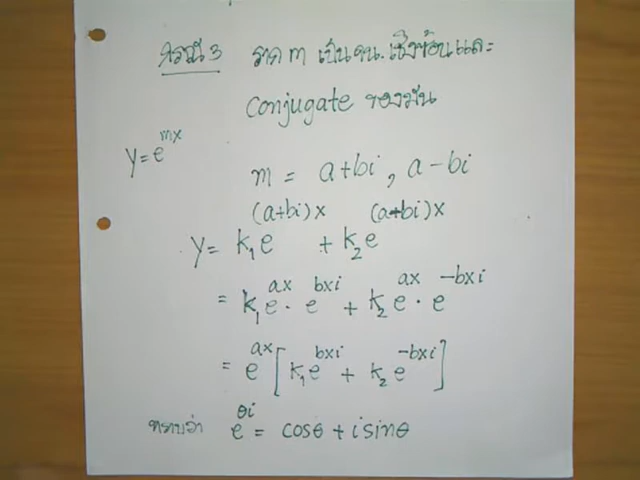 กรณี 3 ราก m เป็น จน. เชิงซ้อนและ
Conjugate ของมัน
y = e^{mx}
m = a+bi, a-bi
y = k₁e^{(a+bi)x} + k₂e^{(a-bi)x}
= k₁e^{ax} · e^{bxi} + k₂e^{ax} · e^{-bxi}
= e^{ax} [k₁e^{bxi} + k₂e^{-bxi}]
ทราบว่า e^{θi} = cosθ + i sinθ